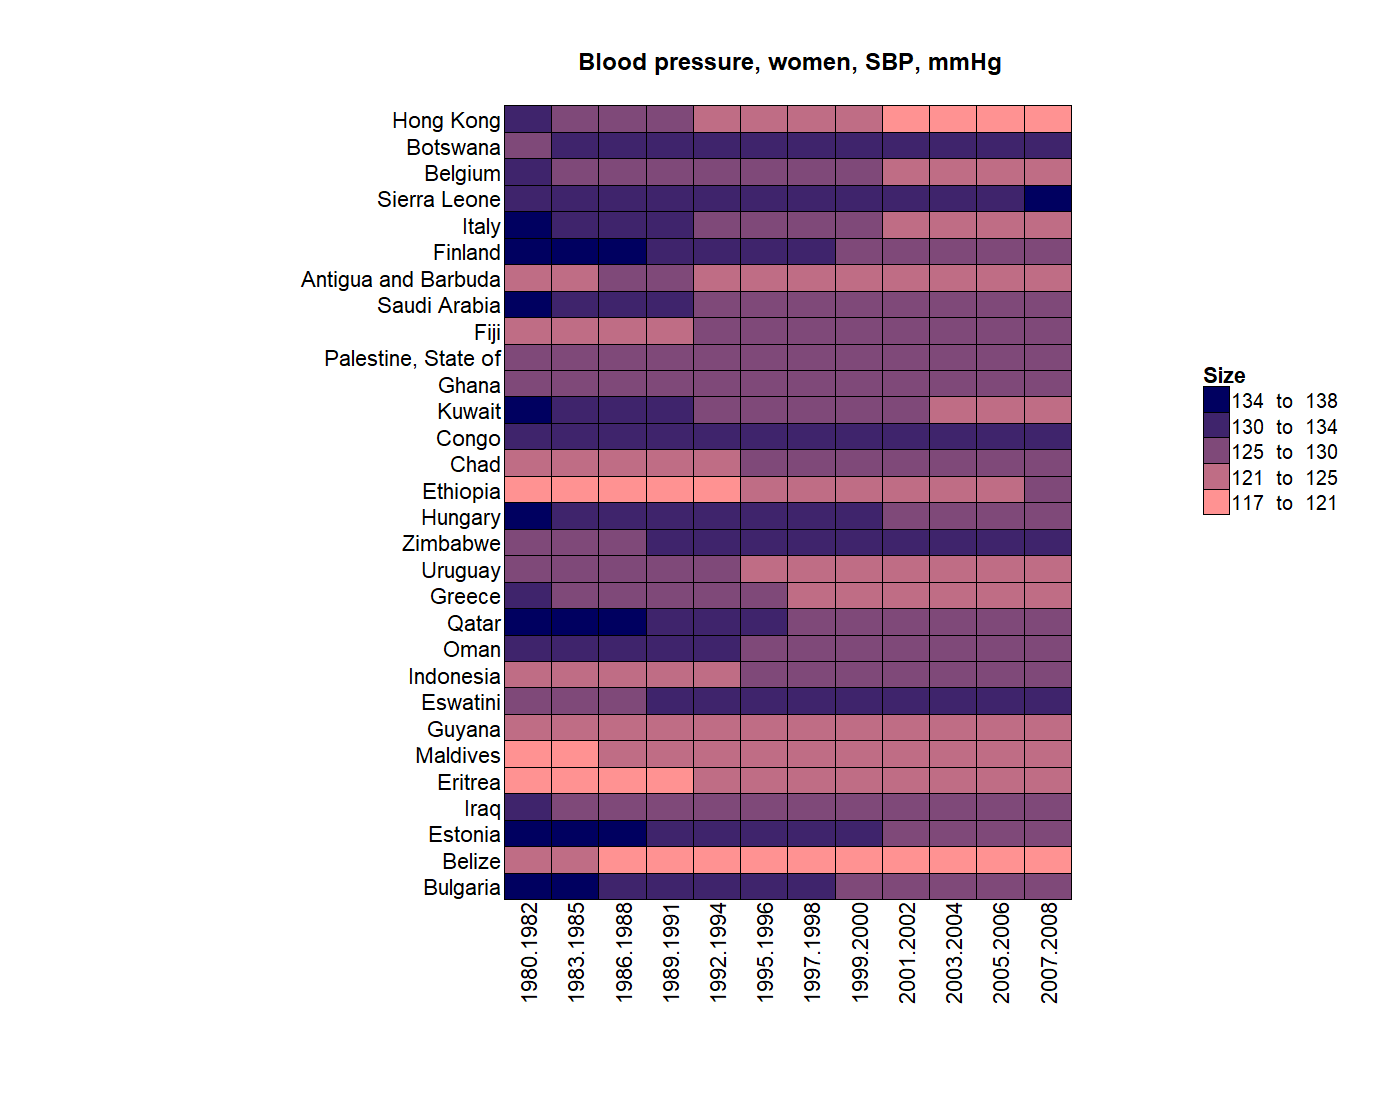 Blood pressure, women, SBP, mmHg
Hong Kong
Botswana
Belgium
Sierra Leone
Italy
Finland
Antigua and Barbuda
Saudi Arabia
Fiji
Palestine, State of
Ghana
Kuwait
Congo
Chad
Ethiopia
Hungary
Zimbabwe
Uruguay
Greece
Qatar
Oman
Indonesia
Eswatini
Guyana
Maldives
Eritrea
Iraq
Estonia
Belize
Bulgaria
1980.1982
1983.1985
1986.1988
1989.1991
1992.1994
1995.1996
1997.1998
1999.2000
2001.2002
2003.2004
2005.2006
2007.2008
Size
134 to 138
130 to 134
125 to 130
121 to 125
117 to 121